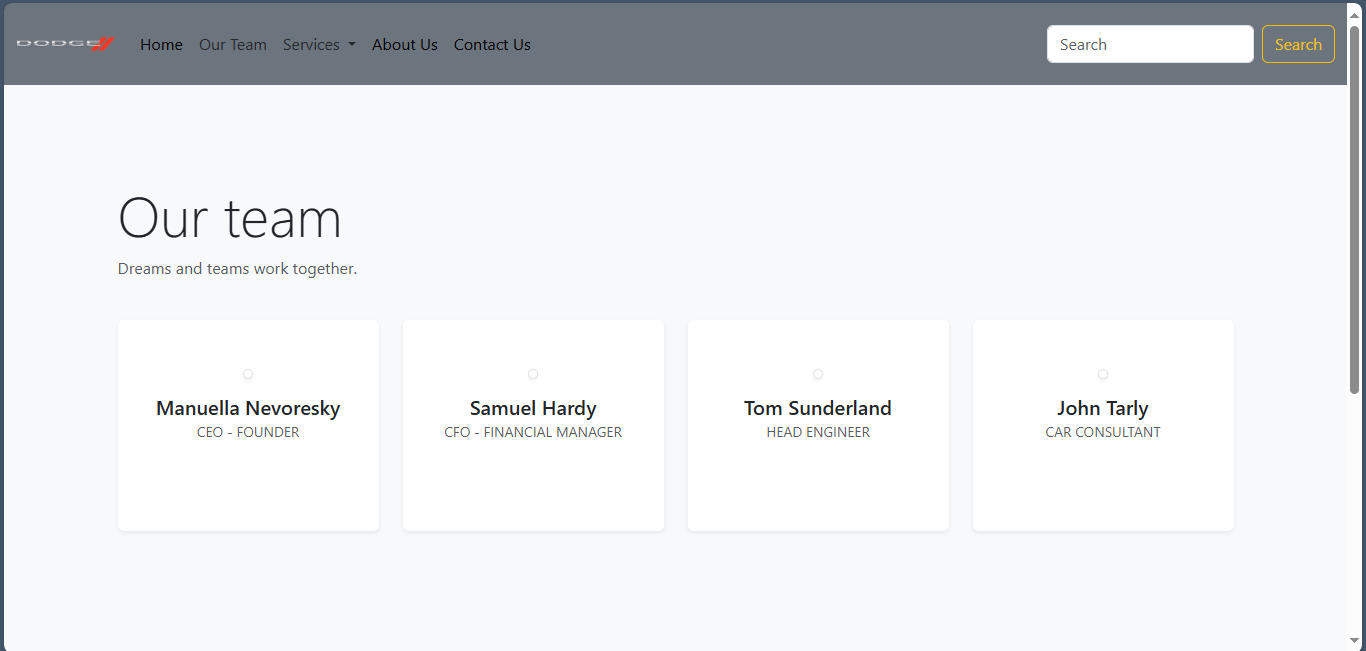 DODGE Home Our Team Services About Us Contact Us Search Search
Our team
Dreams and teams work together.
Manuella Nevoresky Samuel Hardy Tom Sunderland John Tarly
CEO - FOUNDER CFO - FINANCIAL MANAGER HEAD ENGINEER CAR CONSULTANT